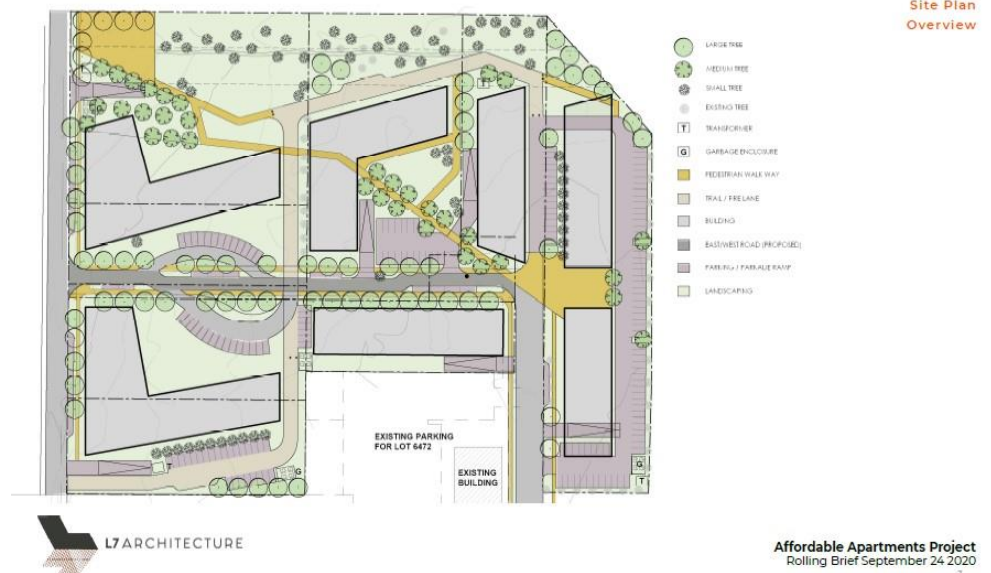 Site Plan
Overview
LARGE TREE
MEDIUM TREE
SMALL TREE
EXISTING TREE
T TRANSFORMER
G GARBAGE ENCLOSURE
PEDESTRIAN WALK WAY
TRAIL / FIRE LANE
BUILDING
EAST/WEST ROAD (PROPOSED)
PARKING / PARKADE RAMP
LANDSCAPING
T
T
T
G
EXISTING PARKING
FOR LOT 6472
EXISTING
BUILDING
G
T
L7 ARCHITECTURE
Affordable Apartments Project
Rolling Brief September 24 2020